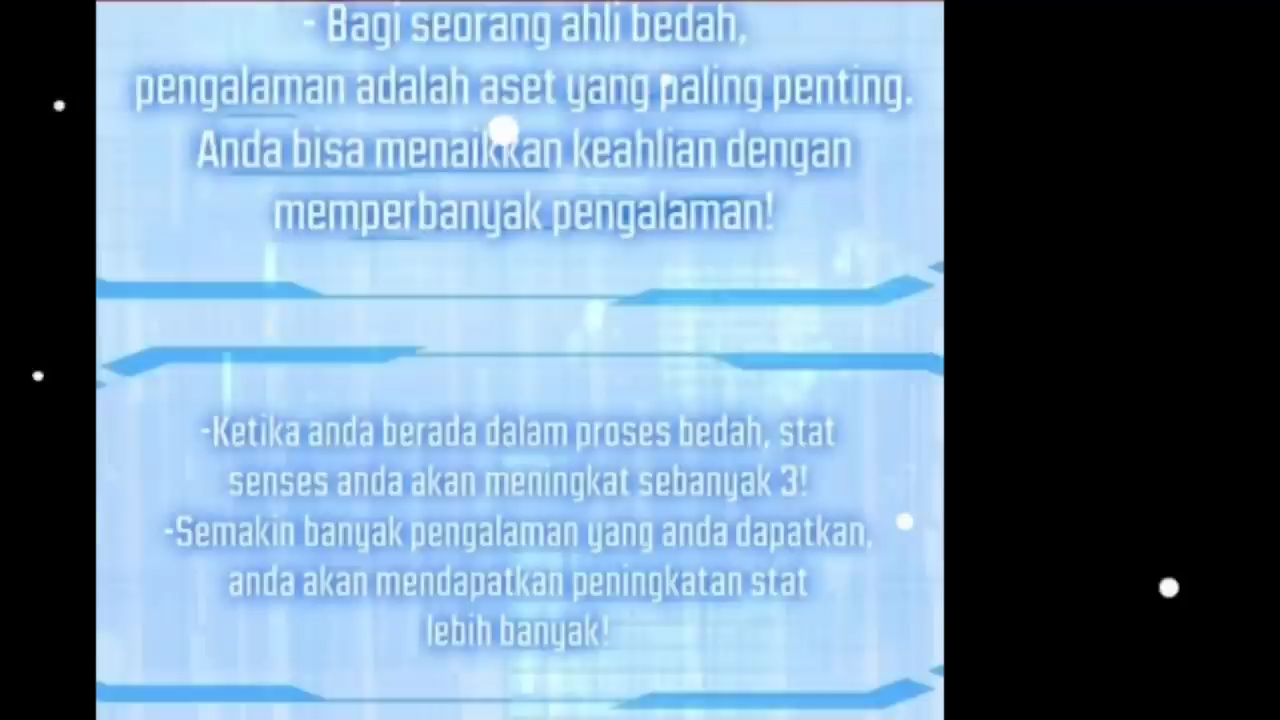 - Bagi seorang ahli bedah,
pengalaman adalah aset yang paling penting.
Anda bisa menaikkan keahlian dengan
memperbanyak pengalaman!
-Ketika anda berada dalam proses bedah, stat
senses anda akan meningkat sebanyak 3!
-Semakin banyak pengalaman yang anda dapatkan,
anda akan mendapatkan peningkatan stat
lebih banyak!